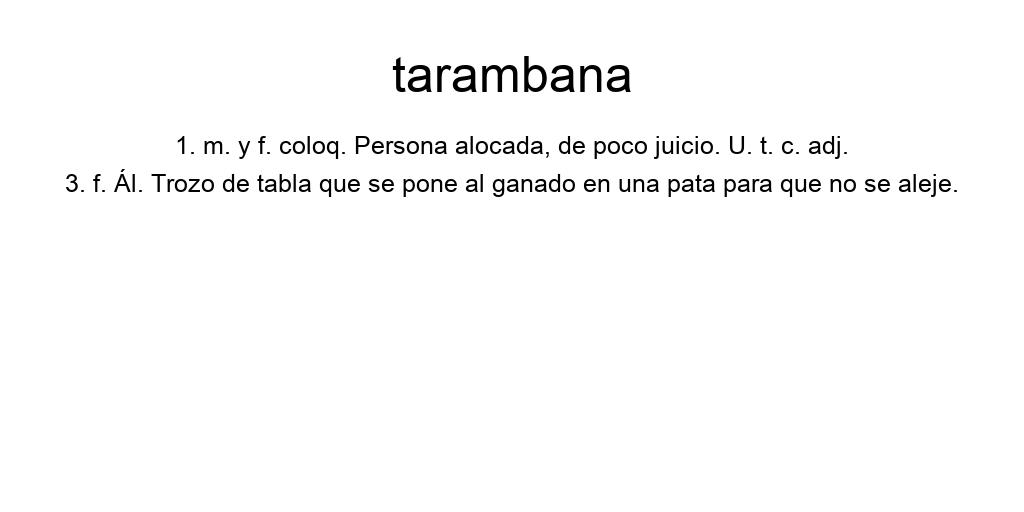 tarambana
1. m. y f. coloq. Persona alocada, de poco juicio. U. t. c. adj.
3. f. Ál. Trozo de tabla que se pone al ganado en una pata para que no se aleje.